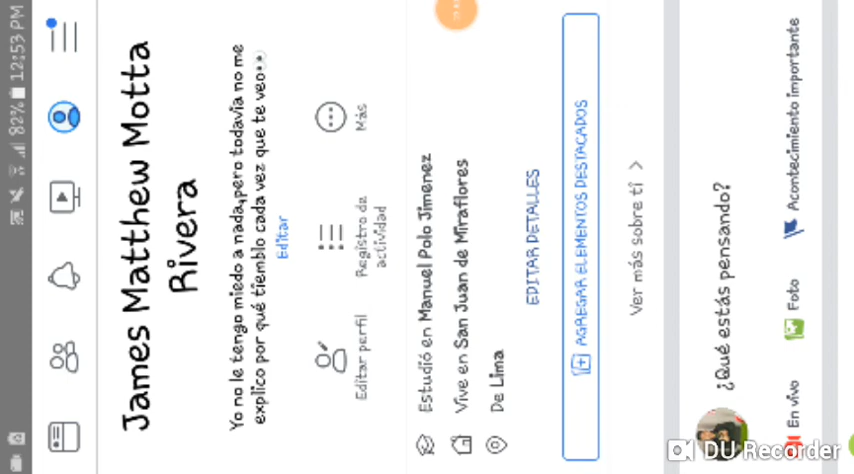 82% 12:53 PM
James Matthew Motta
Rivera
Yo no le tengo miedo a nada,pero todavía no me
explico por qué tiemblo cada vez que te veo👀
Editar
Editar perfil
Registro de
actividad
Más
Estudió en Manuel Polo Jimenez
Vive en San Juan de Miraflores
De Lima
EDITAR DETALLES
AGREGAR ELEMENTOS DESTACADOS
Ver más sobre ti
¿Qué estás pensando?
En vivo
Foto
Acontecimiento importante
DU Recorder